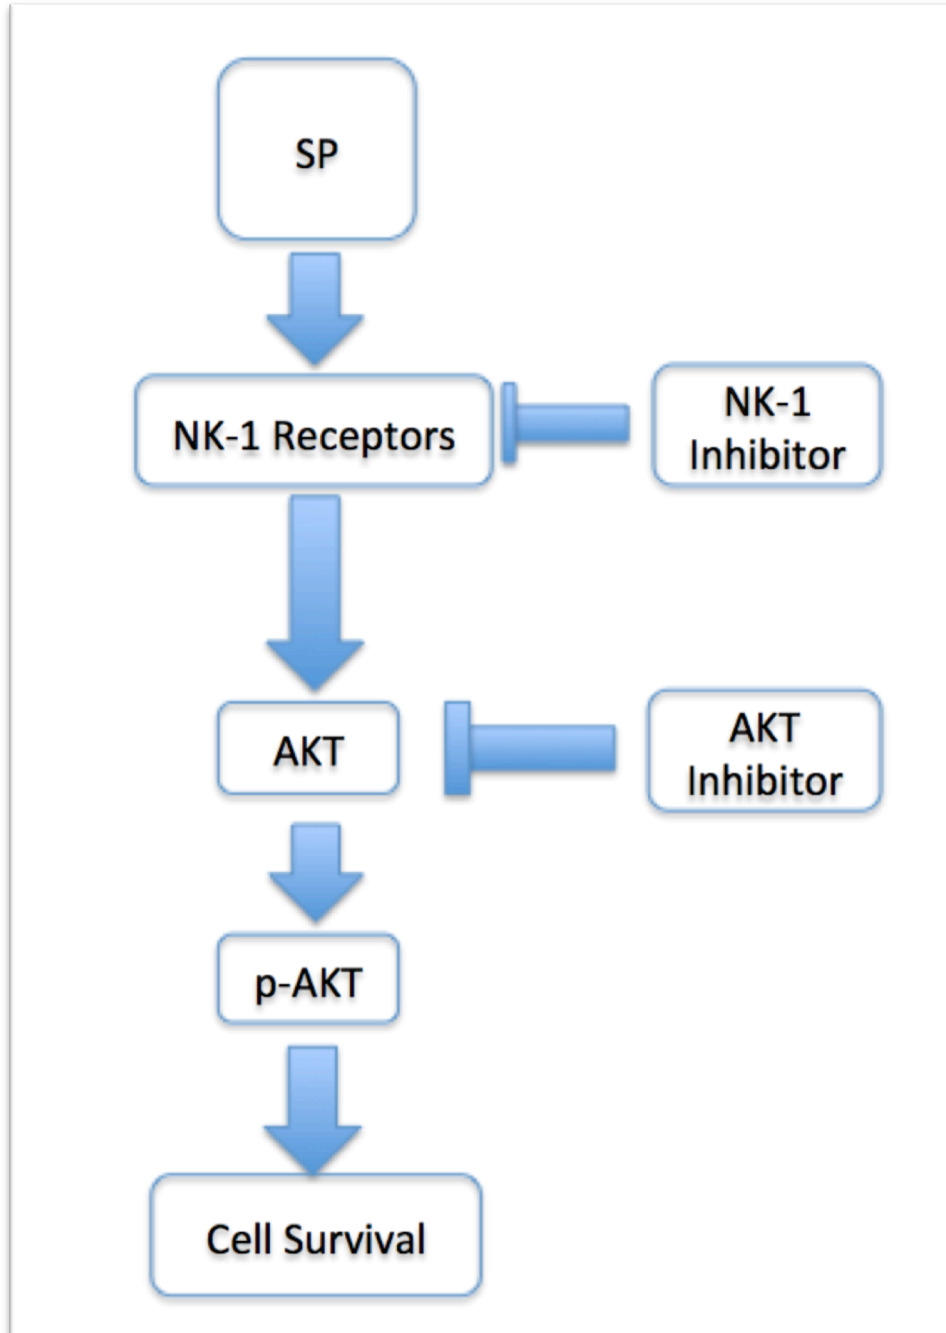 SP
NK-1 Receptors
NK-1
Inhibitor
AKT
AKT
Inhibitor
p-AKT
Cell Survival